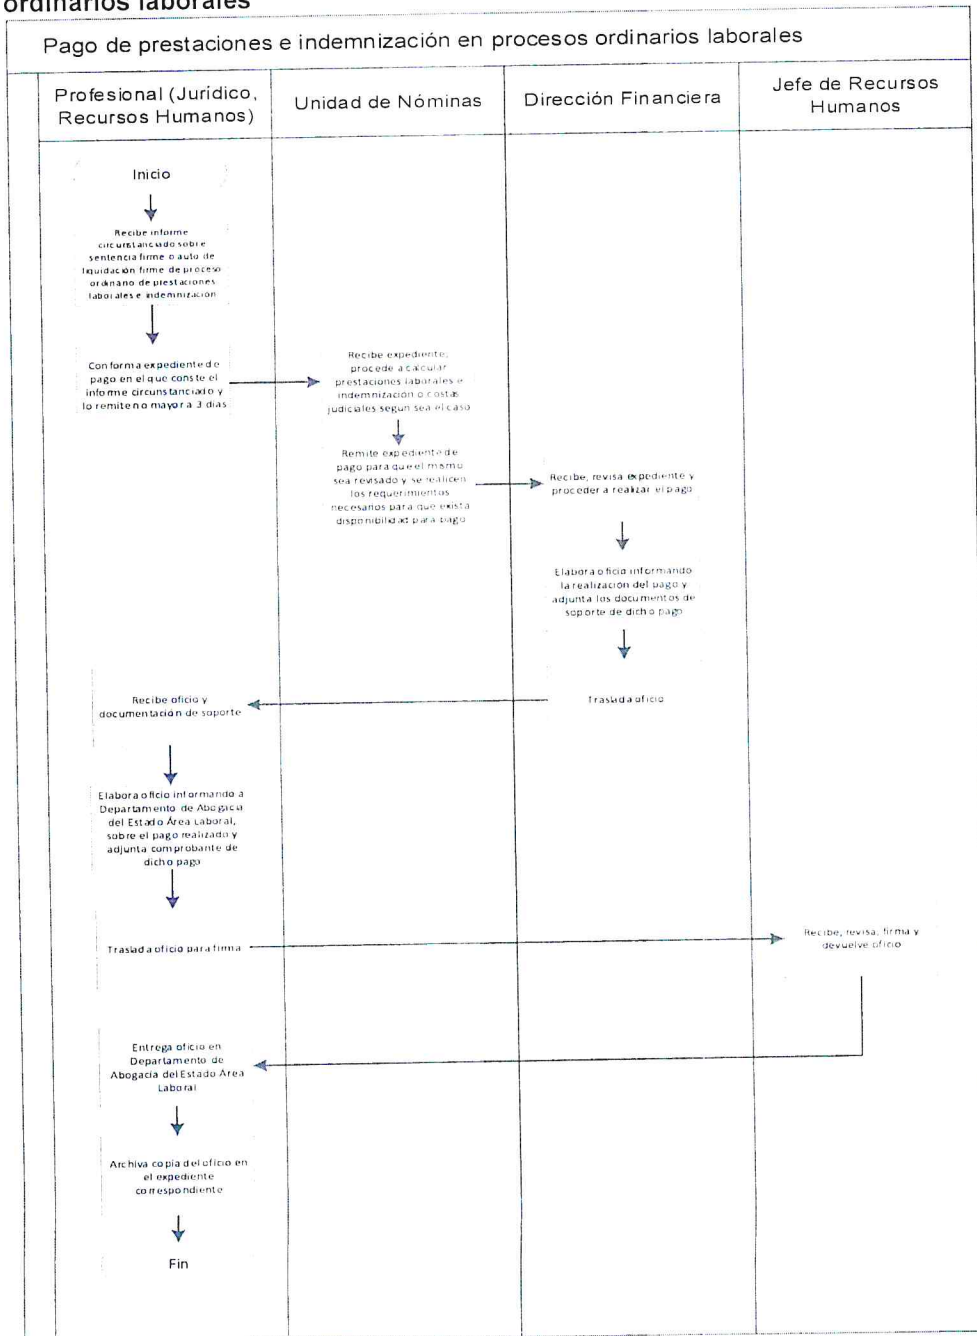 ordinarios laborales
Pago de prestaciones e indemnización en procesos ordinarios laborales
Profesional (Jurídico,
Recursos Humanos)
Unidad de Nóminas
Dirección Financiera
Jefe de Recursos
Humanos
Inicio
Recibe informe
circunstanciado sobre
sentencia firme o auto de
liquidación firme de proceso
ordinario de prestaciones
laborales e indemnización
Conforma expediente de
pago en el que conste el
informe circunstanciado y
lo remite no mayor a 3 días
Recibe expediente,
procede a calcular
prestaciones laborales e
indemnización o costas
judiciales segun sea el caso
Remite expediente de
pago para que el mismo
sea revisado y se realicen
los requerimientos
necesarios para que exista
disponibilidad para pago
Recibe, revisa expediente y
proceder a realizar el pago
Elabora oficio informando
la realización del pago y
adjunta los documentos de
soporte de dicho pago
Traslada oficio
Recibe oficio y
documentación de soporte
Elabora oficio informando a
Departamento de Abogacía
del Estado Área Laboral,
sobre el pago realizado y
adjunta comprobante de
dicho pago
Traslada oficio para firma
Recibe, revisa, firma y
devuelve oficio
Entrega oficio en
Departamento de
Abogacía del Estado Area
Laboral
Archiva copia del oficio en
el expediente
correspondiente
Fin